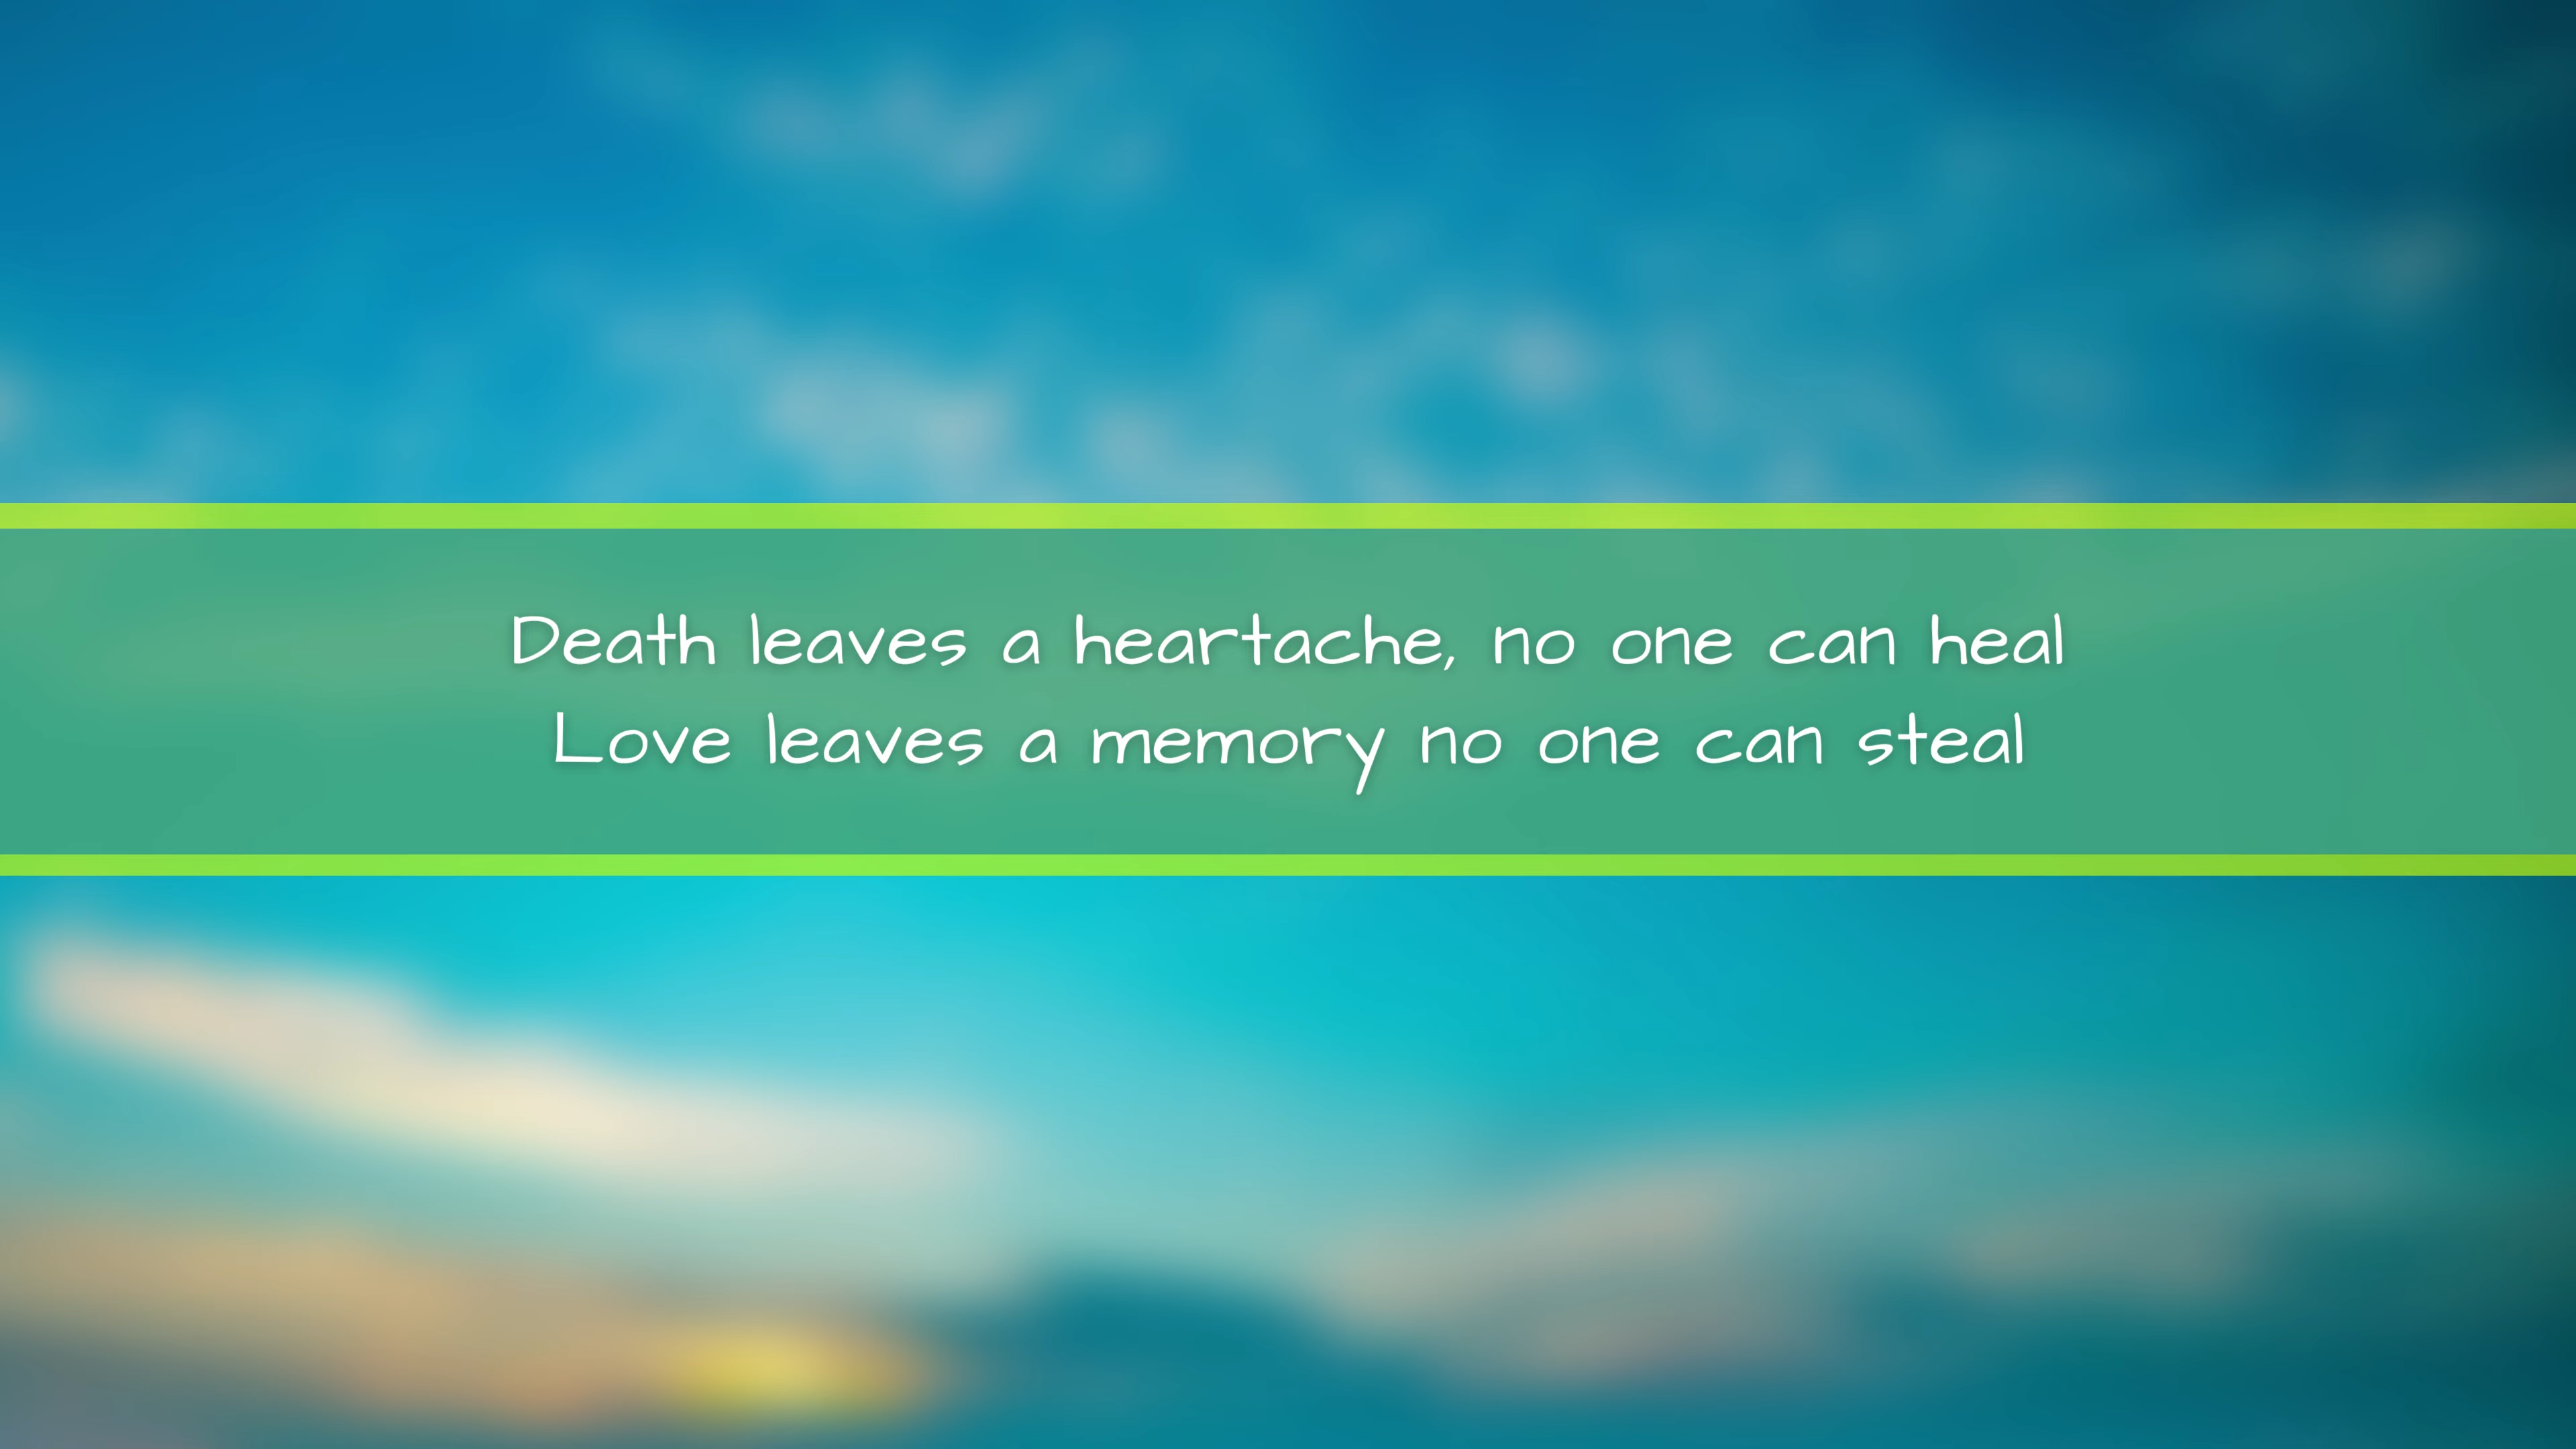 Death leaves a heartache, no one can heal
Love leaves a memory no one can steal